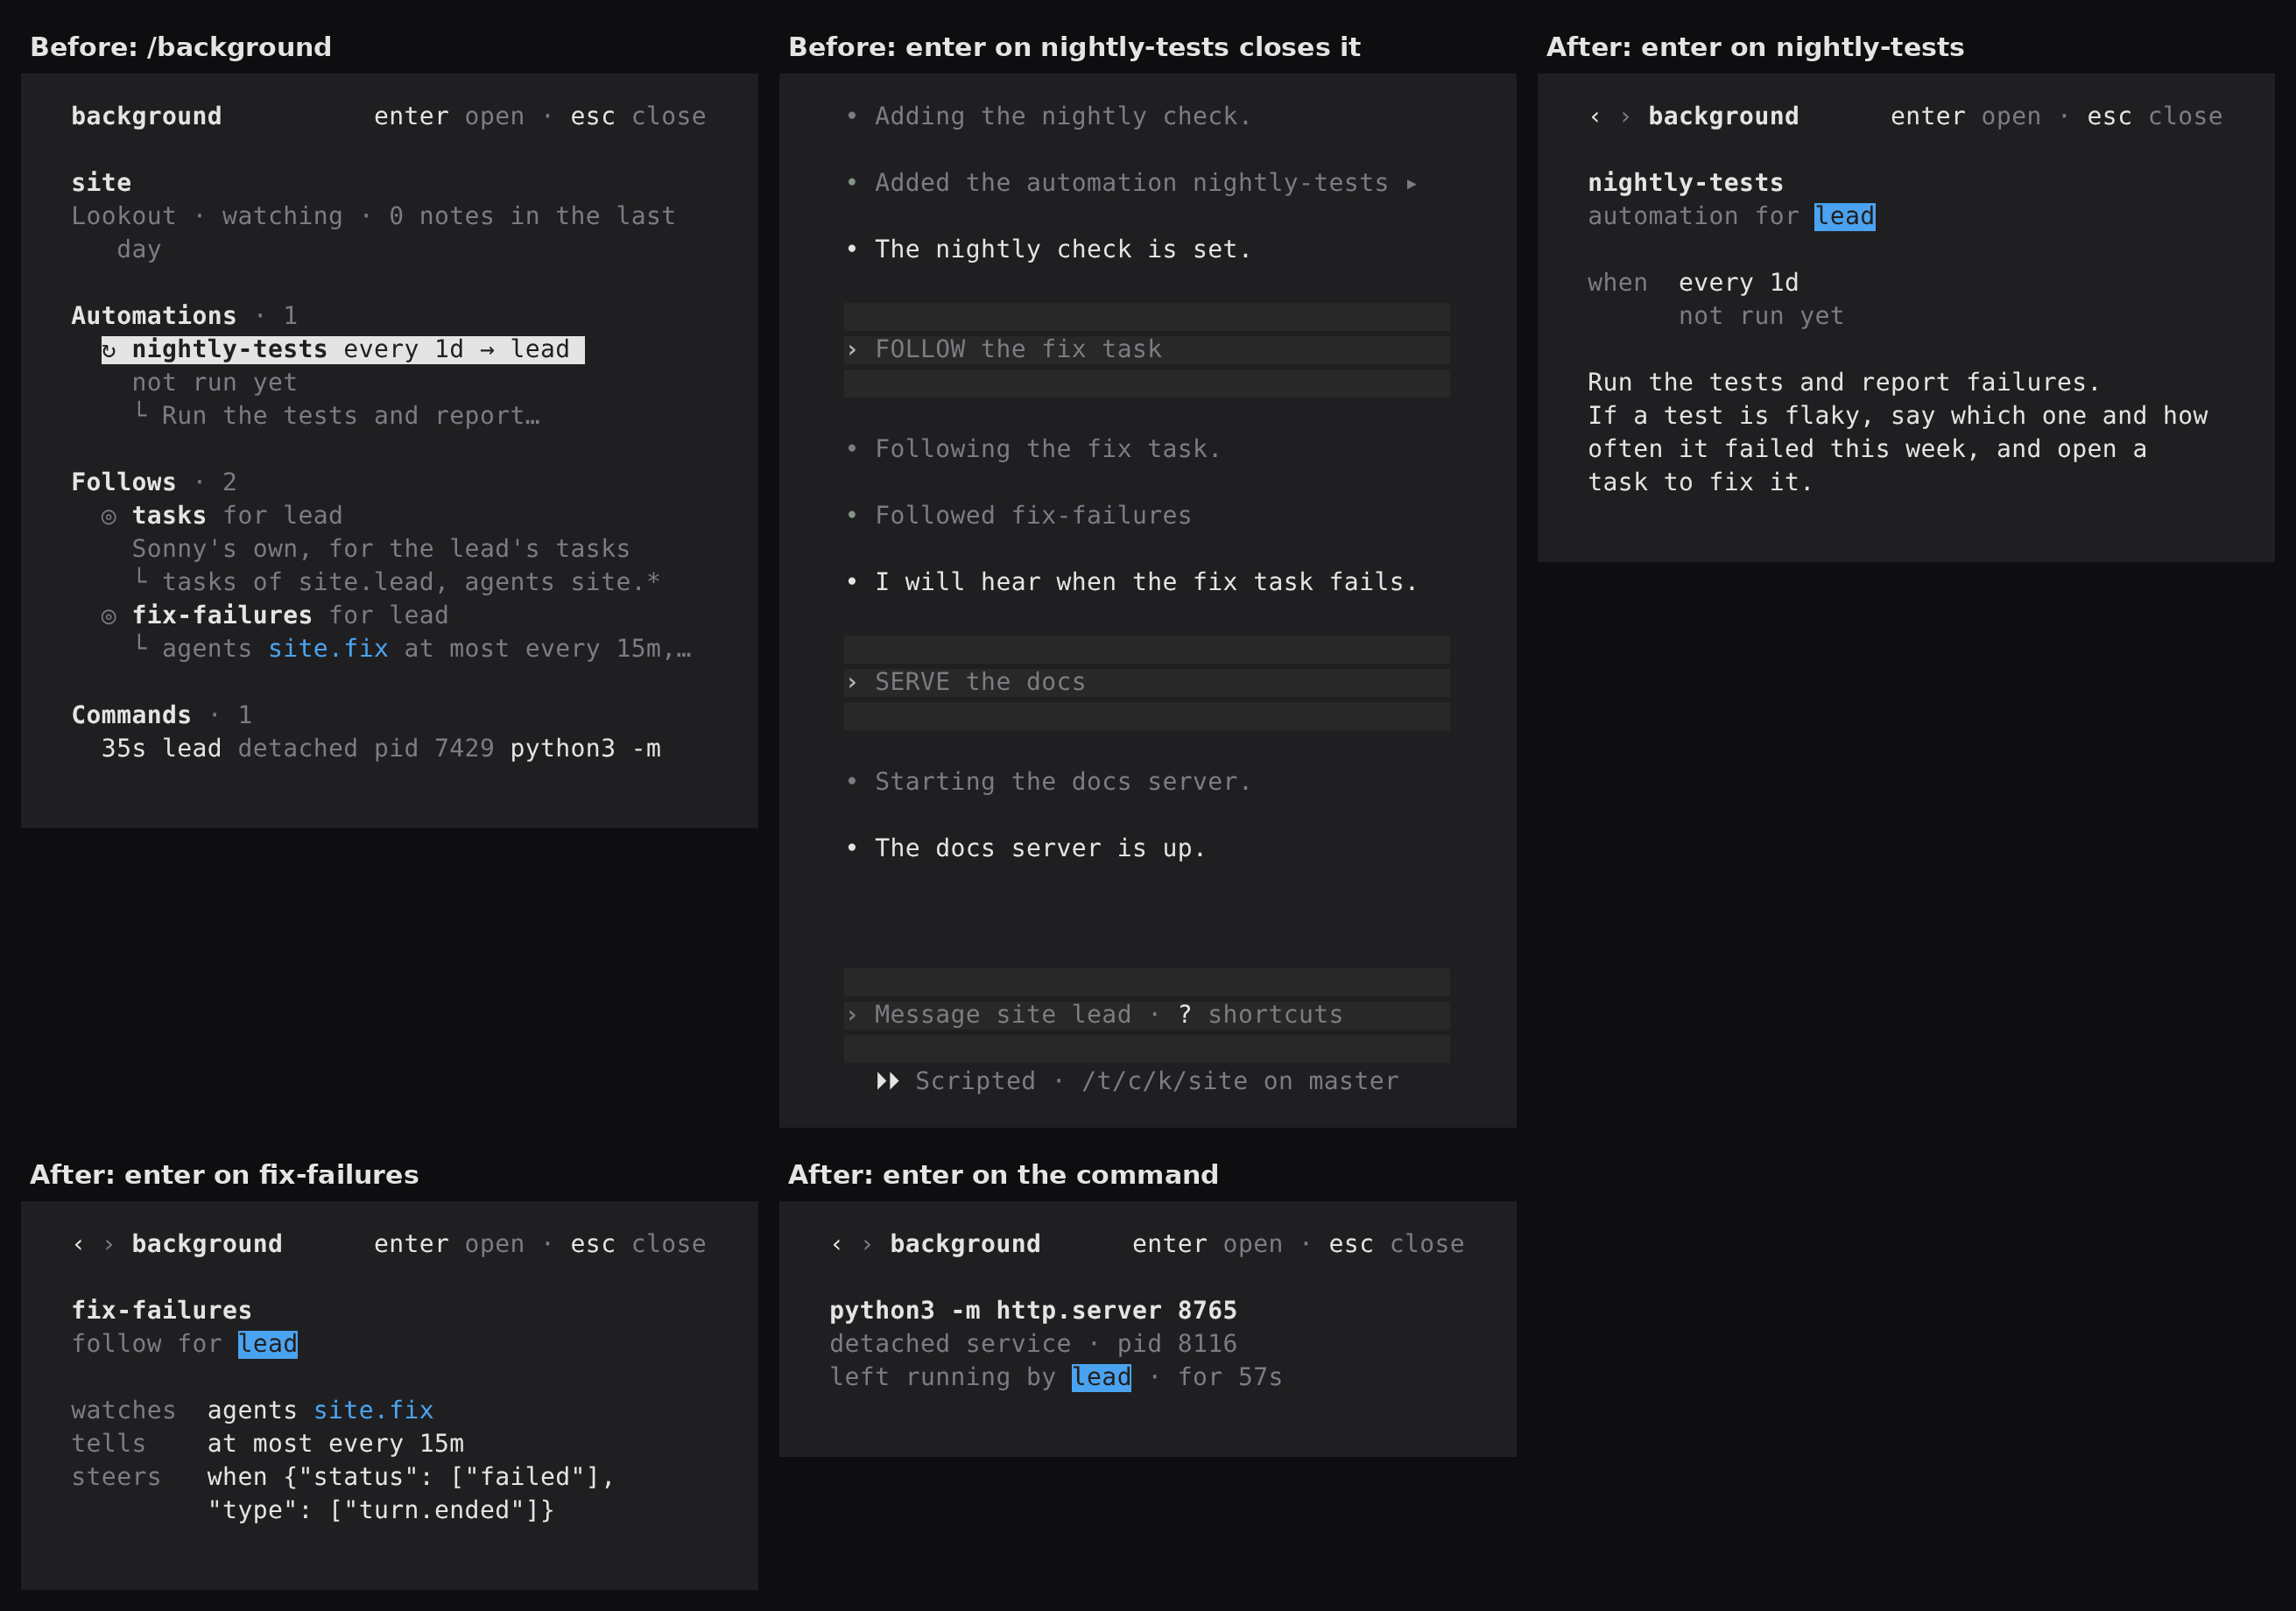 Before: /background
background enter open · esc close
site
Lookout · watching · 0 notes in the last
day
Automations · 1
↻ nightly-tests every 1d → lead
not run yet
└ Run the tests and report…
Follows · 2
◎ tasks for lead
Sonny's own, for the lead's tasks
└ tasks of site.lead, agents site.*
◎ fix-failures for lead
└ agents site.fix at most every 15m,…
Commands · 1
35s lead detached pid 7429 python3 -m
Before: enter on nightly-tests closes it
• Adding the nightly check.
• Added the automation nightly-tests ▸
• The nightly check is set.
› FOLLOW the fix task
• Following the fix task.
• Followed fix-failures
• I will hear when the fix task fails.
› SERVE the docs
• Starting the docs server.
• The docs server is up.
› Message site lead · ? shortcuts
⏵⏵ Scripted · /t/c/k/site on master
After: enter on nightly-tests
‹ › background enter open · esc close
nightly-tests
automation for lead
when every 1d
not run yet
Run the tests and report failures.
If a test is flaky, say which one and how
often it failed this week, and open a
task to fix it.
After: enter on fix-failures
‹ › background enter open · esc close
fix-failures
follow for lead
watches agents site.fix
tells at most every 15m
steers when {"status": ["failed"],
"type": ["turn.ended"]}
After: enter on the command
‹ › background enter open · esc close
python3 -m http.server 8765
detached service · pid 8116
left running by lead · for 57s